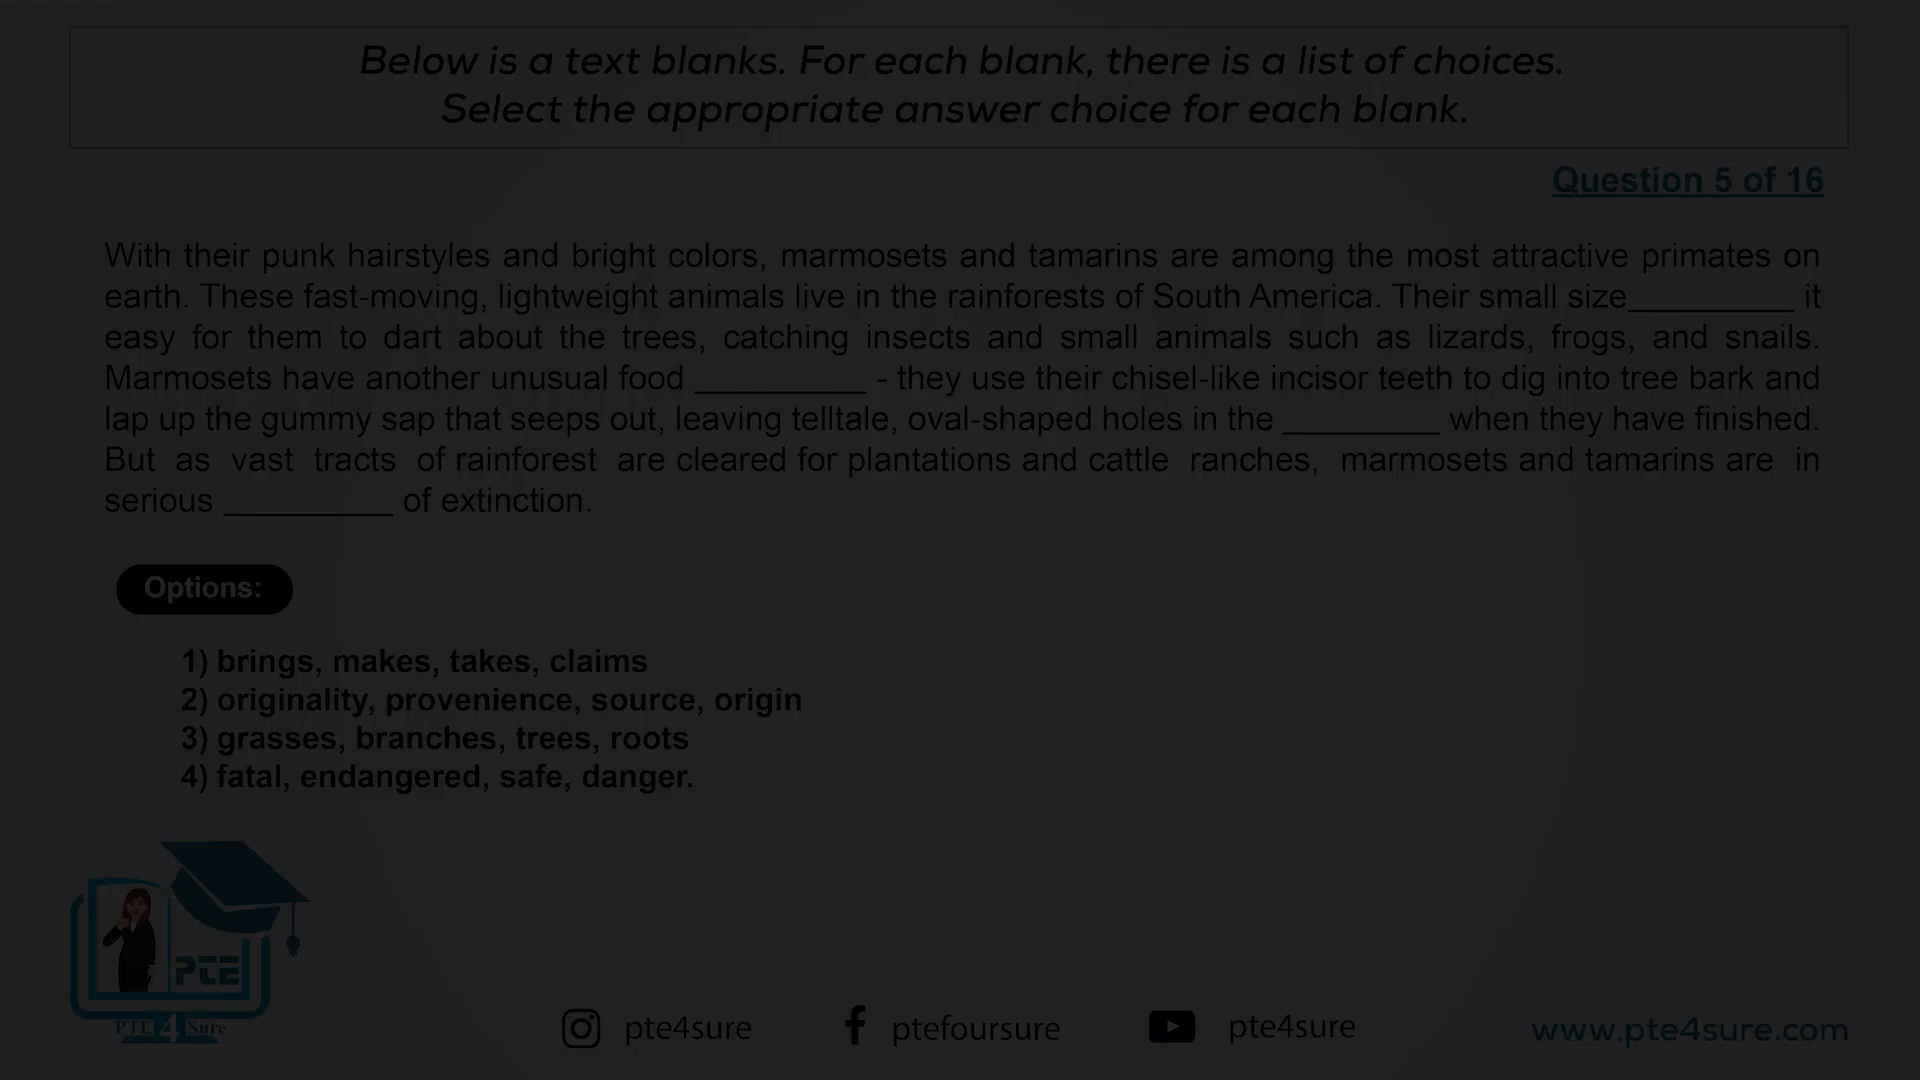 Below is a text blanks. For each blank, there is a list of choices.
Select the appropriate answer choice for each blank.
Question 5 of 16
With their punk hairstyles and bright colors, marmosets and tamarins are among the most attractive primates on
earth. These fast-moving, lightweight animals live in the rainforests of South America. Their small size__________ it
easy for them to dart about the trees, catching insects and small animals such as lizards, frogs, and snails.
Marmosets have another unusual food __________ - they use their chisel-like incisor teeth to dig into tree bark and
lap up the gummy sap that seeps out, leaving telltale, oval-shaped holes in the _________ when they have finished.
But as vast tracts of rainforest are cleared for plantations and cattle ranches, marmosets and tamarins are in
serious __________ of extinction.
Options:
1) brings, makes, takes, claims
2) originality, provenience, source, origin
3) grasses, branches, trees, roots
4) fatal, endangered, safe, danger.
PTE
PTE 4 Sure
pte4sure
ptefoursure
pte4sure
www.pte4sure.com